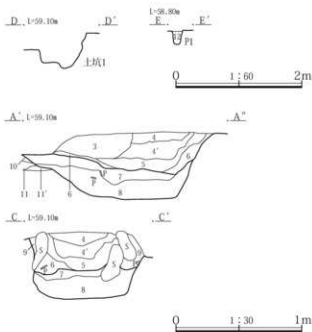 L=58.80m
D L=59.10m D′ E E′
土坑1
12 P1
0 1:60 2m
A′ L=59.10m A″
3 4
4′
5 6
10 P 7
P
11 11′ 6 8
L=59.10m
C C′
4
9 S 4′ S
6 5 S
P 7
8
0 1:30 1m